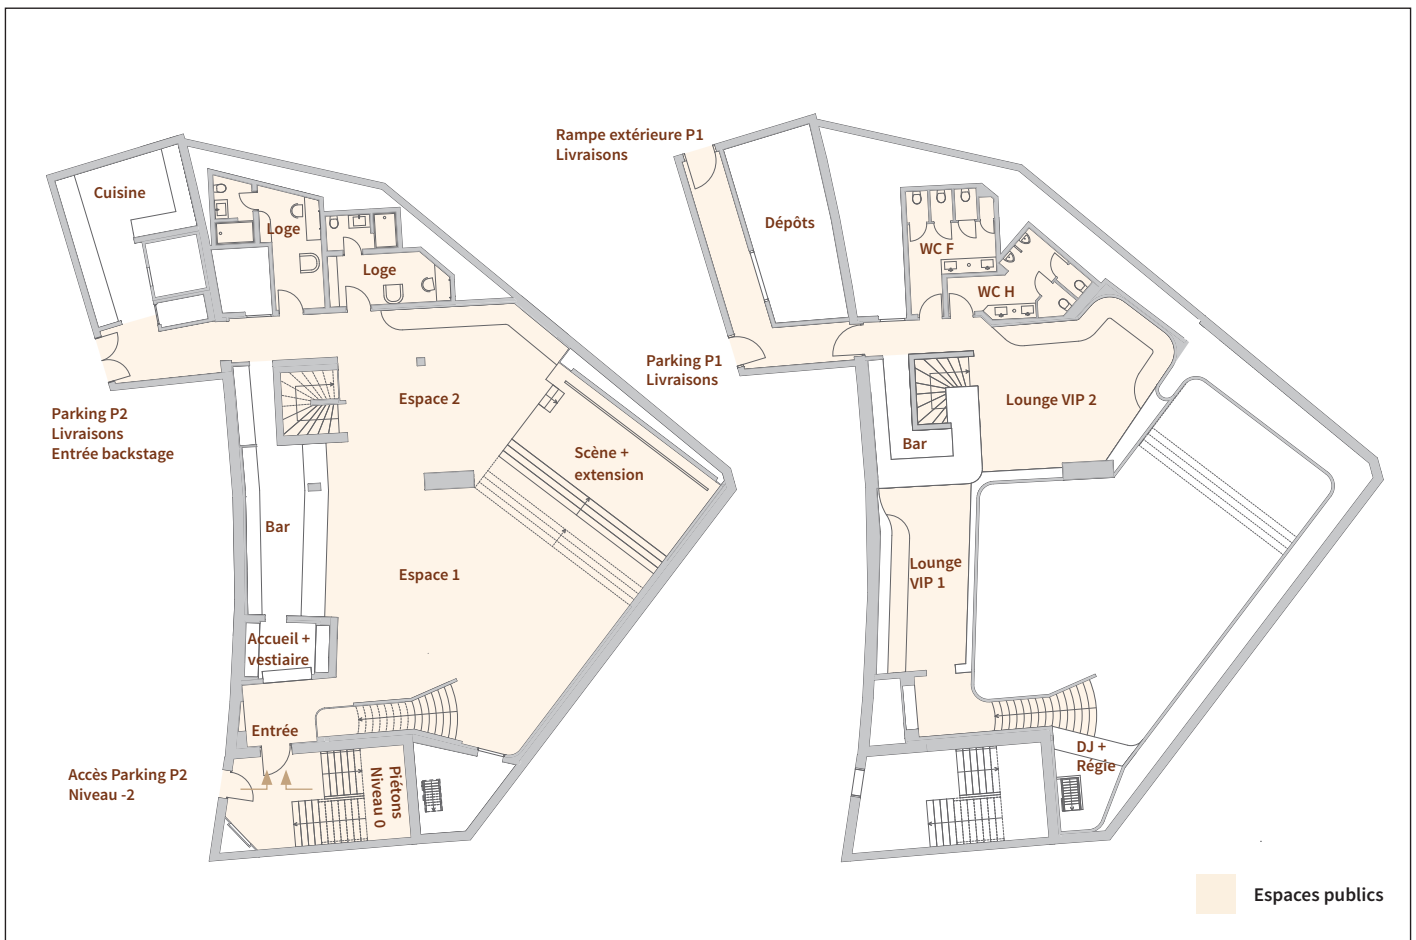 Rampe extérieure P1
Livraisons
Cuisine
Loge
Loge
Dépôts
WC F
WC H
Parking P1
Livraisons
Parking P2
Livraisons
Entrée backstage
Espace 2
Scène +
extension
Lounge VIP 2
Bar
Bar
Espace 1
Lounge
VIP 1
Accueil +
vestiaire
Entrée
Accès Parking P2
Niveau -2
Piétons
Niveau 0
DJ +
Régie
Espaces publics